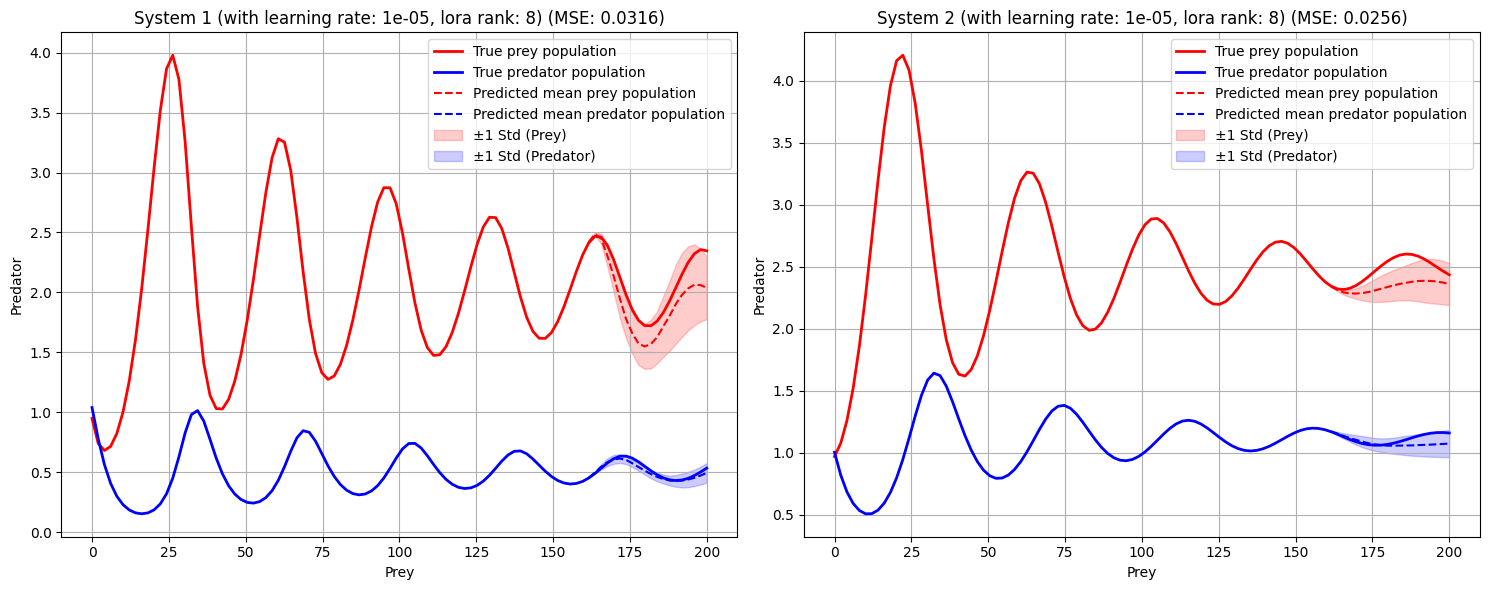 System 1 (with learning rate: 1e-05, lora rank: 8) (MSE: 0.0316)
True prey population
True predator population
Predicted mean prey population
Predicted mean predator population
±1 Std (Prey)
±1 Std (Predator)
4.0
3.5
3.0
2.5
2.0
1.5
1.0
0.5
0.0
Predator
0 25 50 75 100 125 150 175 200
Prey
System 2 (with learning rate: 1e-05, lora rank: 8) (MSE: 0.0256)
True prey population
True predator population
Predicted mean prey population
Predicted mean predator population
±1 Std (Prey)
±1 Std (Predator)
4.0
3.5
3.0
2.5
2.0
1.5
1.0
0.5
Predator
0 25 50 75 100 125 150 175 200
Prey